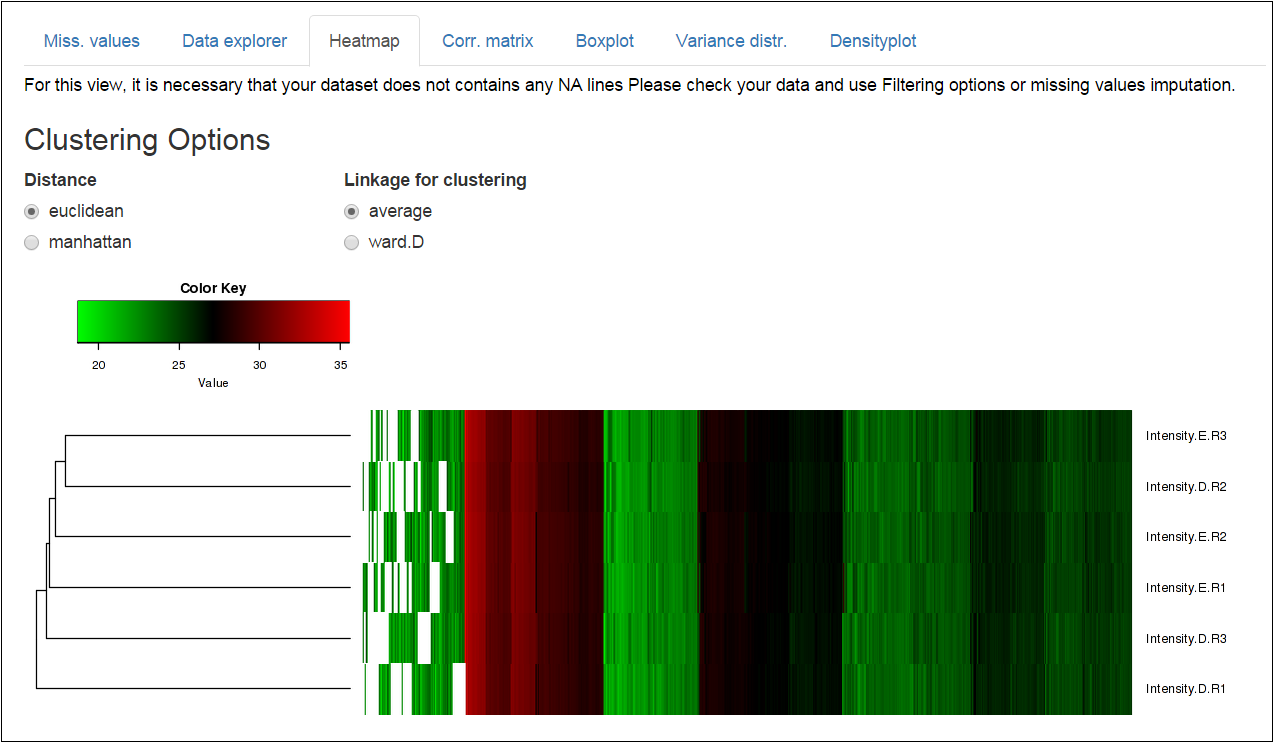 Miss. values Data explorer Heatmap Corr. matrix Boxplot Variance distr. Densityplot
For this view, it is necessary that your dataset does not contains any NA lines Please check your data and use Filtering options or missing values imputation.
Clustering Options
Distance Linkage for clustering
euclidean average
manhattan ward.D
Color Key
20 25 30 35
Value
Intensity.E.R3
Intensity.D.R2
Intensity.E.R2
Intensity.E.R1
Intensity.D.R3
Intensity.D.R1